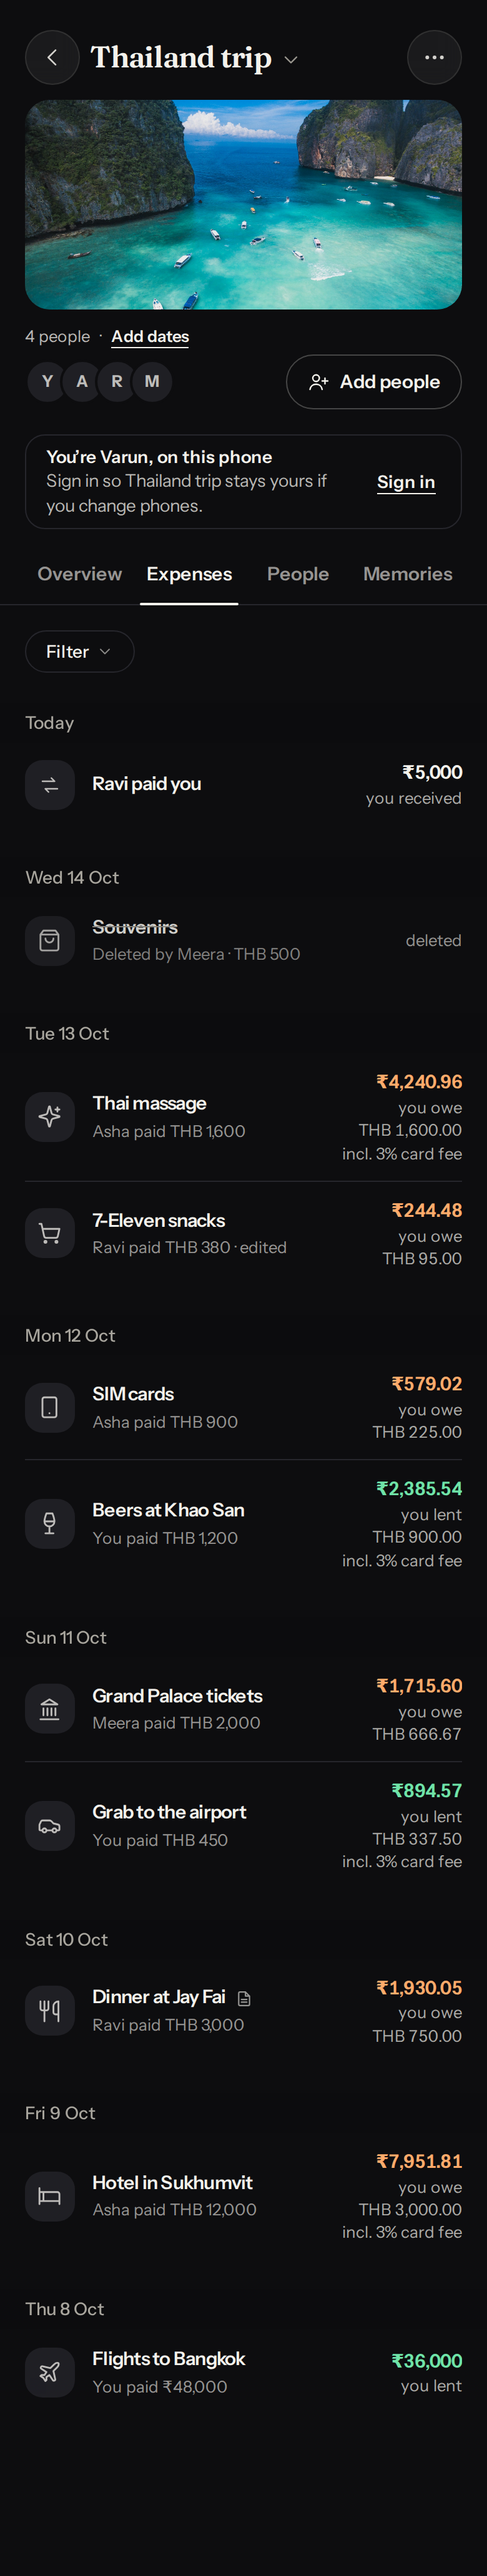 Thailand trip
4 people · Add dates
Y A R M
Add people
You’re Varun, on this phone
Sign in so Thailand trip stays yours if
you change phones.
Sign in
Overview Expenses People Memories
Filter
Today
Ravi paid you
₹5,000
you received
Wed 14 Oct
Souvenirs
Deleted by Meera · THB 500
deleted
Tue 13 Oct
Thai massage
Asha paid THB 1,600
₹4,240.96
you owe
THB 1,600.00
incl. 3% card fee
7-Eleven snacks
Ravi paid THB 380 · edited
₹244.48
you owe
THB 95.00
Mon 12 Oct
SIM cards
Asha paid THB 900
₹579.02
you owe
THB 225.00
Beers at Khao San
You paid THB 1,200
₹2,385.54
you lent
THB 900.00
incl. 3% card fee
Sun 11 Oct
Grand Palace tickets
Meera paid THB 2,000
₹1,715.60
you owe
THB 666.67
Grab to the airport
You paid THB 450
₹894.57
you lent
THB 337.50
incl. 3% card fee
Sat 10 Oct
Dinner at Jay Fai
Ravi paid THB 3,000
₹1,930.05
you owe
THB 750.00
Fri 9 Oct
Hotel in Sukhumvit
Asha paid THB 12,000
₹7,951.81
you owe
THB 3,000.00
incl. 3% card fee
Thu 8 Oct
Flights to Bangkok
You paid ₹48,000
₹36,000
you lent